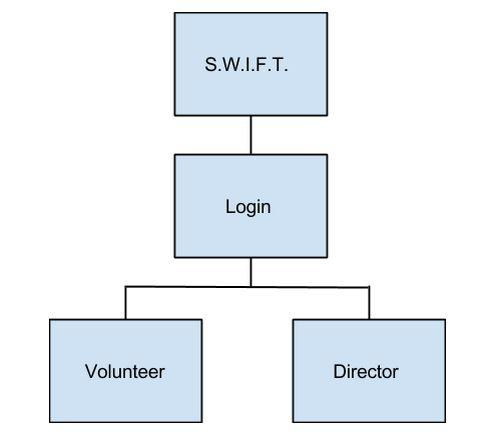 S.W.I.F.T.
Login
Volunteer
Director